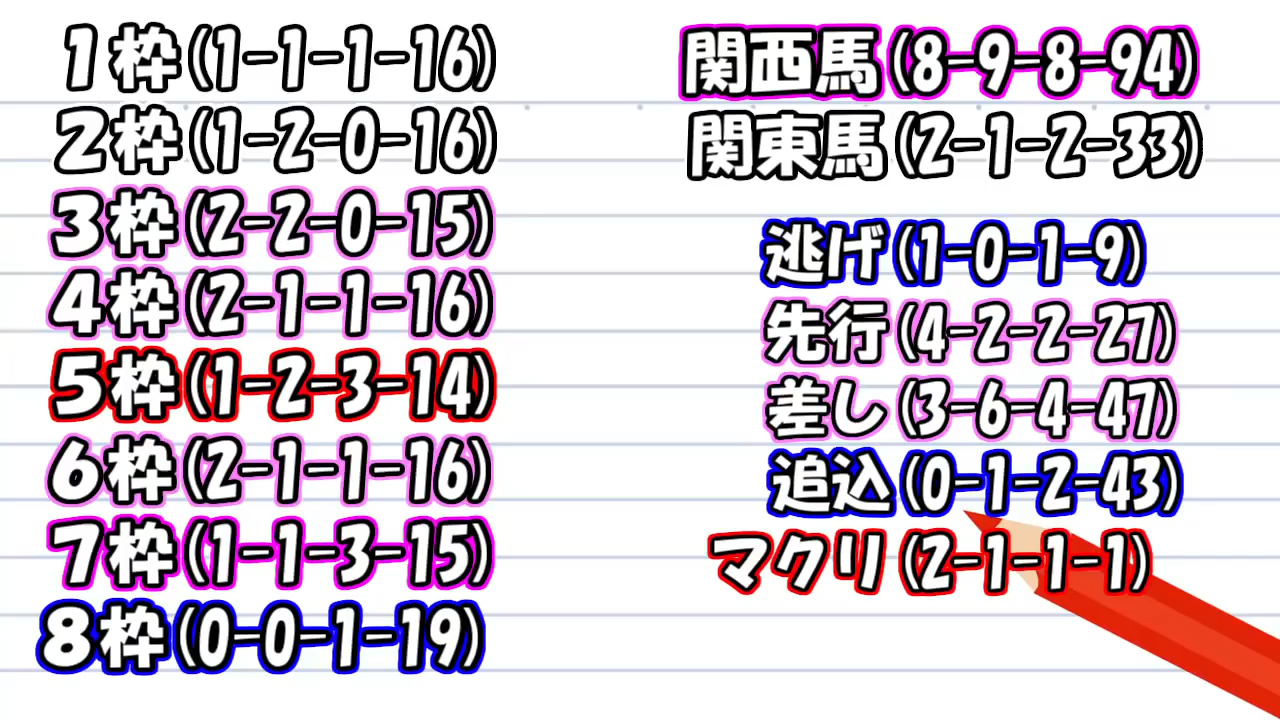 1枠(1-1-1-16)
2枠(1-2-0-16)
3枠(2-2-0-15)
4枠(2-1-1-16)
5枠(1-2-3-14)
6枠(2-1-1-16)
7枠(1-1-3-15)
8枠(0-0-1-19)
関西馬(8-9-8-94)
関東馬(2-1-2-33)
逃げ(1-0-1-9)
先行(4-2-2-27)
差し(3-6-4-47)
追込(0-1-2-43)
マクリ(2-1-1-1)